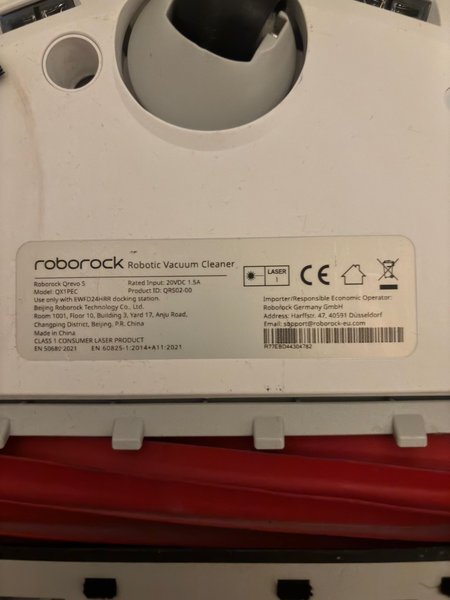 roborock Robotic Vacuum Cleaner
Roborock Qrevo S Rated Input: 20VDC 1.5A
Model: QX1PEC Product ID: QRS02-00
Use only with EWFD24HRR docking station.
Beijing Roborock Technology Co., Ltd.
Room 1001, Floor 10, Building 3, Yard 17, Anju Road,
Changping District, Beijing, P.R. China
Made in China
CLASS 1 CONSUMER LASER PRODUCT
EN 50689:2021 EN 60825-1:2014+A11:2021
LASER
1
CE
Importer/Responsible Economic Operator:
Roborock Germany GmbH
Address: Harffstr. 47, 40591 Düsseldorf
Email: support@roborock-eu.com
R77EBD44304782